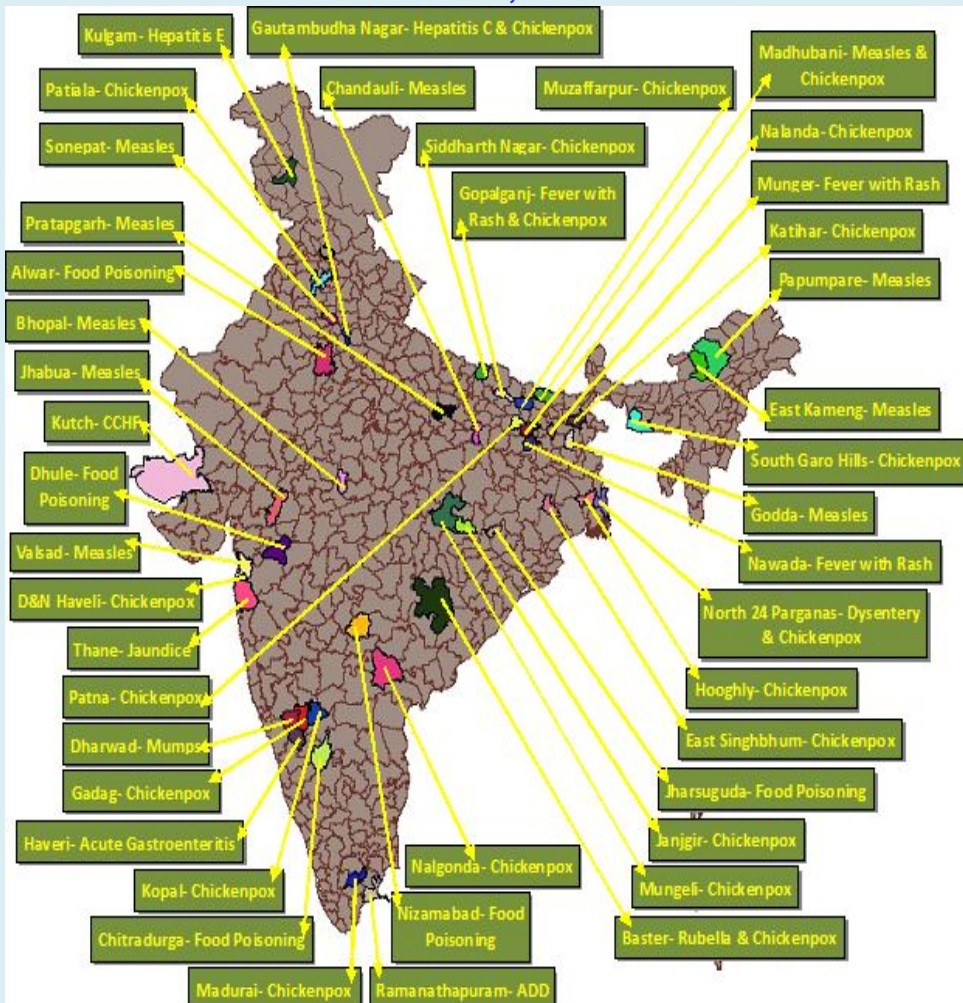 Kulgam- Hepatitis E
Gautambudha Nagar- Hepatitis C & Chickenpox
Madhubani- Measles &
Chickenpox
Patiala- Chickenpox
Chandauli- Measles
Muzaffarpur- Chickenpox
Nalanda- Chickenpox
Sonepat- Measles
Siddharth Nagar- Chickenpox
Munger- Fever with Rash
Gopalganj- Fever with
Rash & Chickenpox
Pratapgarh- Measles
Katihar- Chickenpox
Alwar- Food Poisoning
Papumpare- Measles
Bhopal- Measles
Jhabua- Measles
East Kameng- Measles
Kutch- CCHF
South Garo Hills- Chickenpox
Dhule- Food
Poisoning
Godda- Measles
Valsad- Measles
Nawada- Fever with Rash
D&N Haveli- Chickenpox
North 24 Parganas- Dysentery
& Chickenpox
Thane- Jaundice
Patna- Chickenpox
Hooghly- Chickenpox
Dharwad- Mumps
East Singhbhum- Chickenpox
Gadag- Chickenpox
Jharsuguda- Food Poisoning
Haveri- Acute Gastroenteritis
Janjgir- Chickenpox
Nalgonda- Chickenpox
Kopal- Chickenpox
Mungeli- Chickenpox
Nizamabad- Food
Poisoning
Chitradurga- Food Poisoning
Baster- Rubella & Chickenpox
Madurai- Chickenpox
Ramanathapuram- ADD